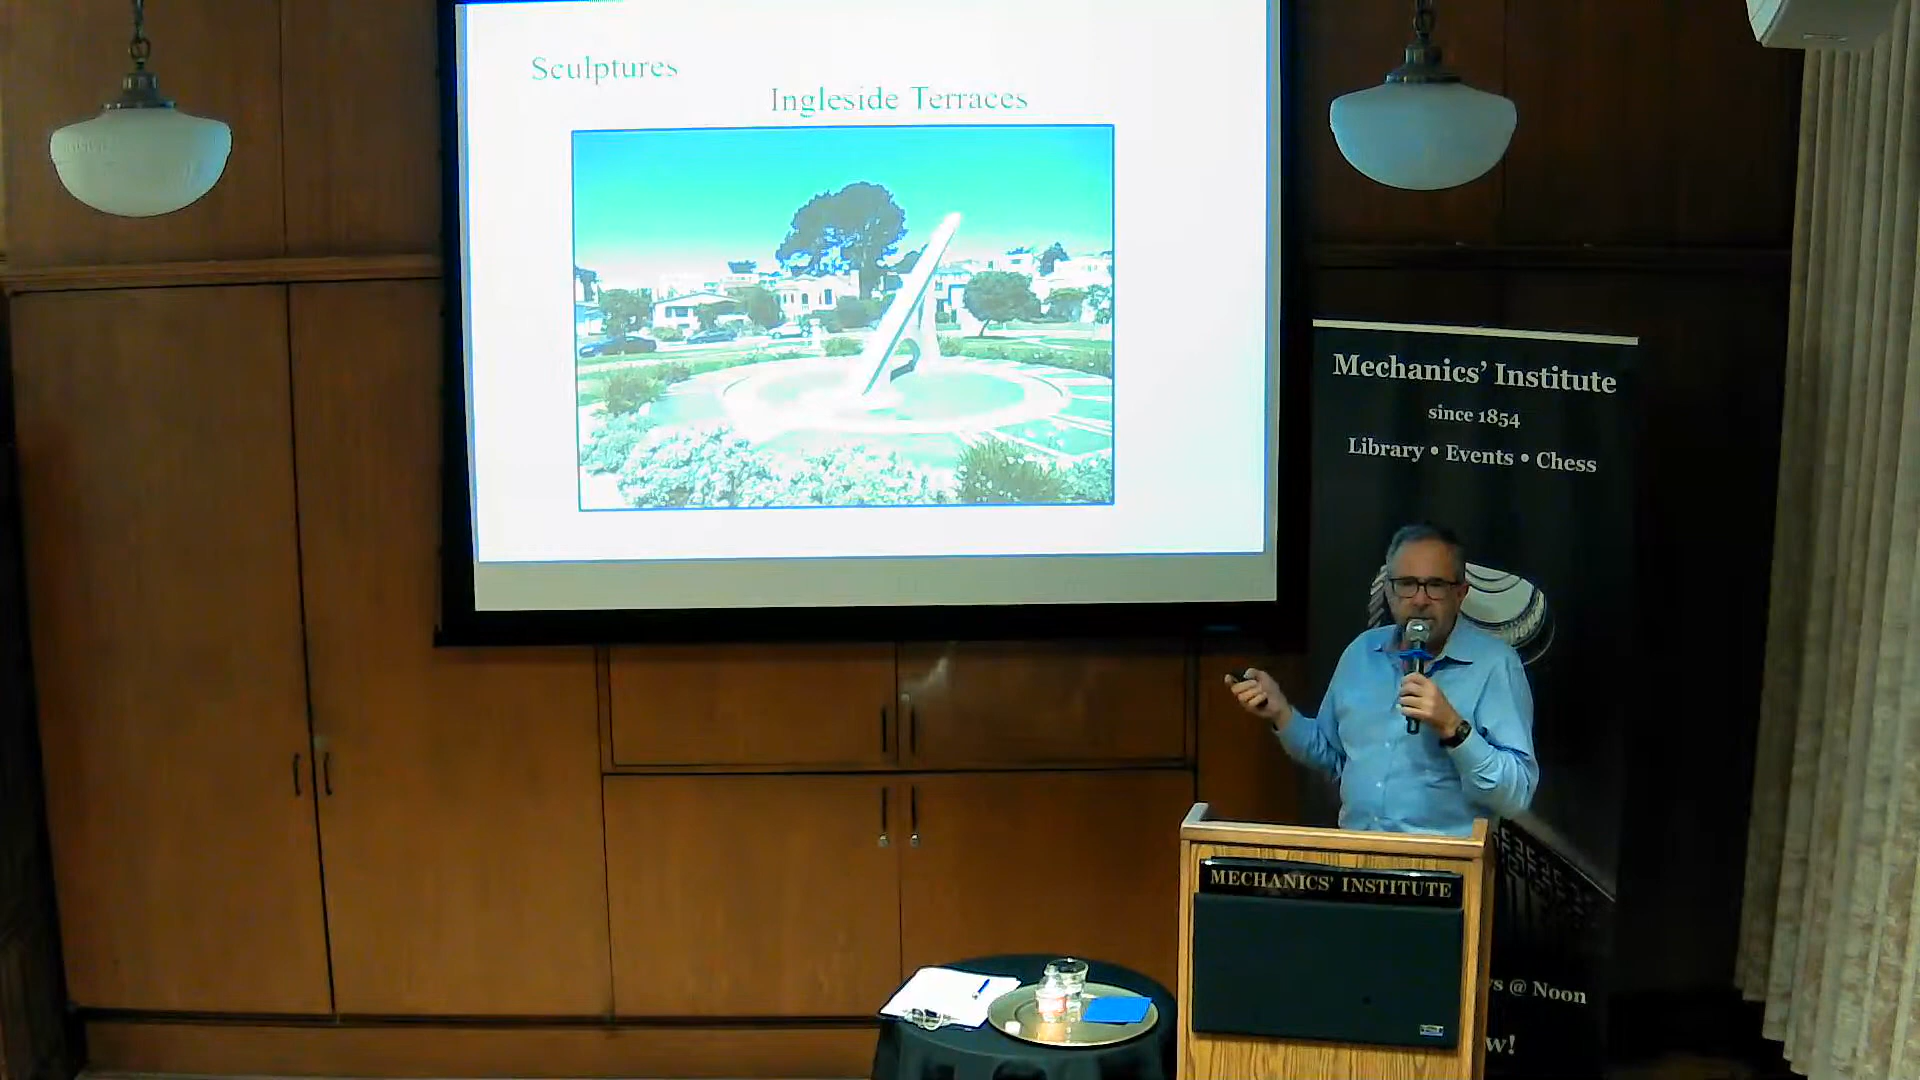 Sculptures
Ingleside Terraces
Mechanics' Institute
since 1854
Library • Events • Chess
MECHANICS' INSTITUTE
@ Noon